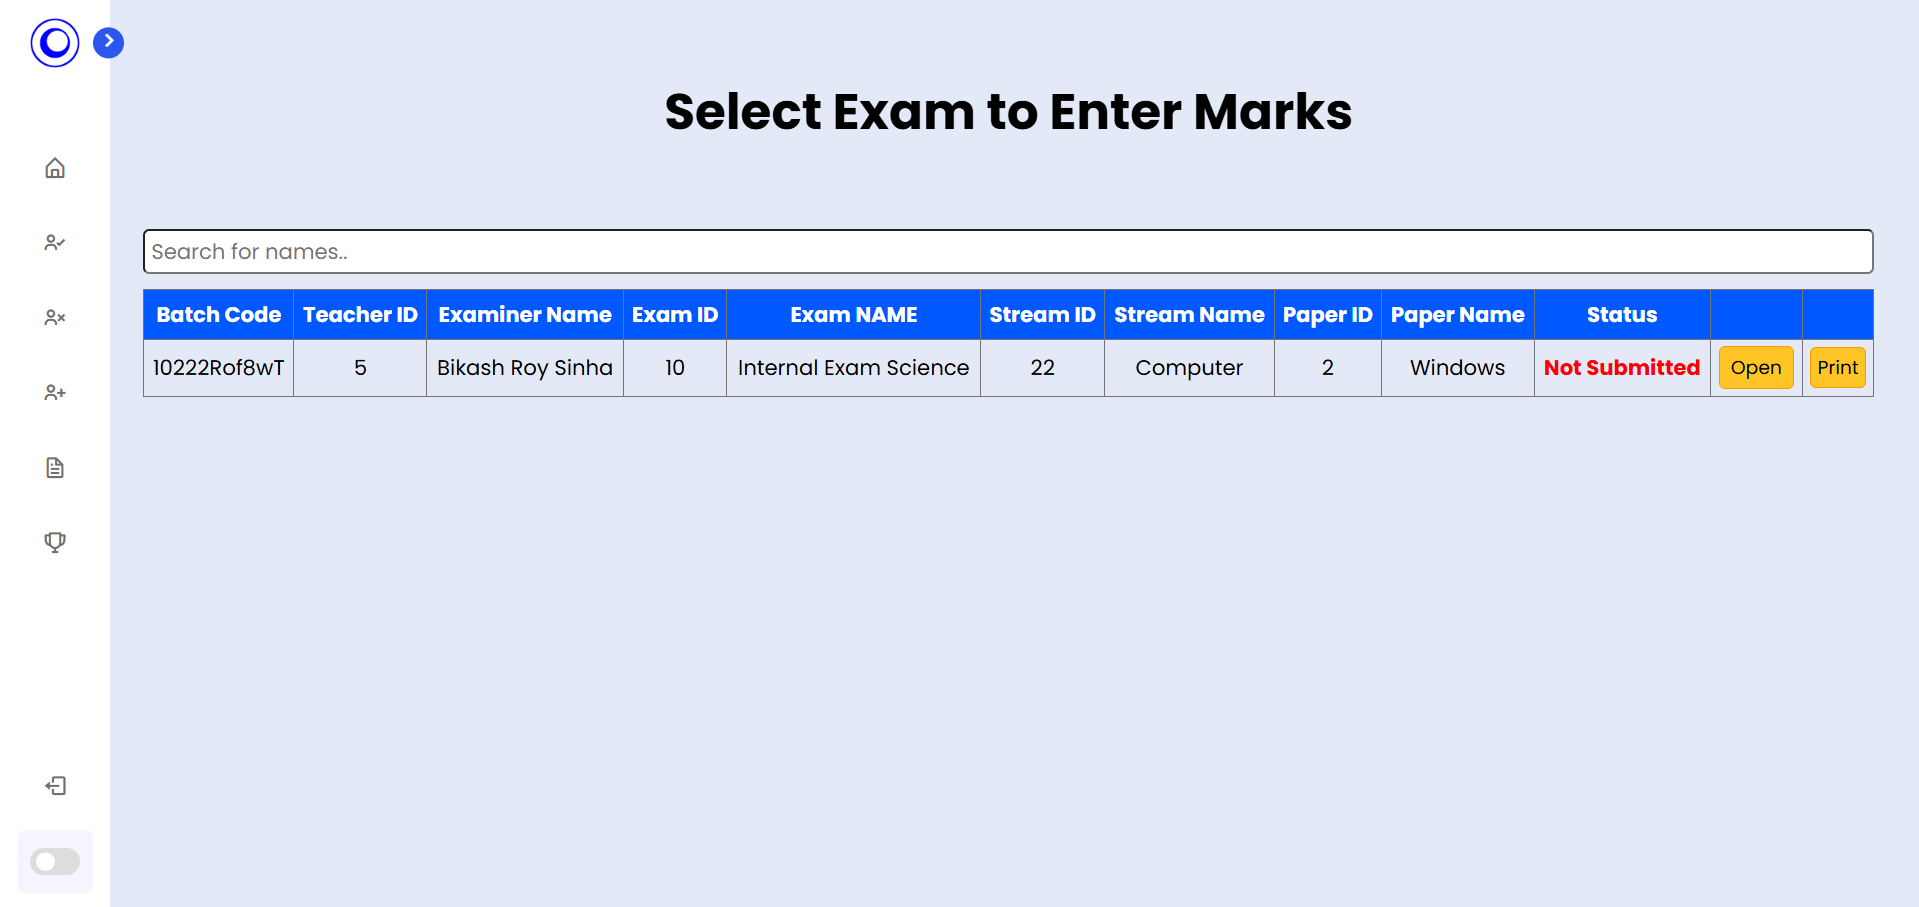 Select Exam to Enter Marks
Search for names..
Batch Code Teacher ID Examiner Name Exam ID Exam NAME Stream ID Stream Name Paper ID Paper Name Status
10222Rof8wT 5 Bikash Roy Sinha 10 Internal Exam Science 22 Computer 2 Windows Not Submitted Open Print